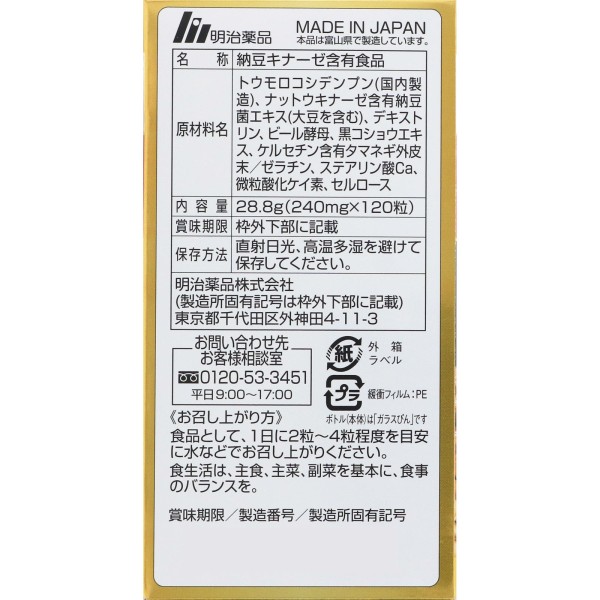 明治薬品
MADE IN JAPAN
本品は富山県で製造しています。
名 称 納豆キナーゼ含有食品
原材料名
トウモロコシデンプン(国内製
造)、ナットウキナーゼ含有納豆
菌エキス(大豆を含む)、デキスト
リン、ビール酵母、黒コショウエキ
ス、ケルセチン含有タマネギ外皮
末/ゼラチン、ステアリン酸Ca、
微粒酸化ケイ素、セルロース
内 容 量 28.8g(240mg×120粒)
賞味期限 枠外下部に記載
保存方法 直射日光、高温多湿を避けて
保存してください。
明治薬品株式会社
(製造所固有記号は枠外下部に記載)
東京都千代田区外神田4-11-3
お問い合わせ先
お客様相談室
0120-53-3451
平日9:00〜17:00
紙 外 箱
ラベル
プラ 緩衝フィルム:PE
ボトル(本体)は「ガラスびん」です
〈お召し上がり方〉
食品として、1日に2粒〜4粒程度を目安
に水などでお召し上がりください。
食生活は、主食、主菜、副菜を基本に、食事
のバランスを。
賞味期限/製造番号/製造所固有記号